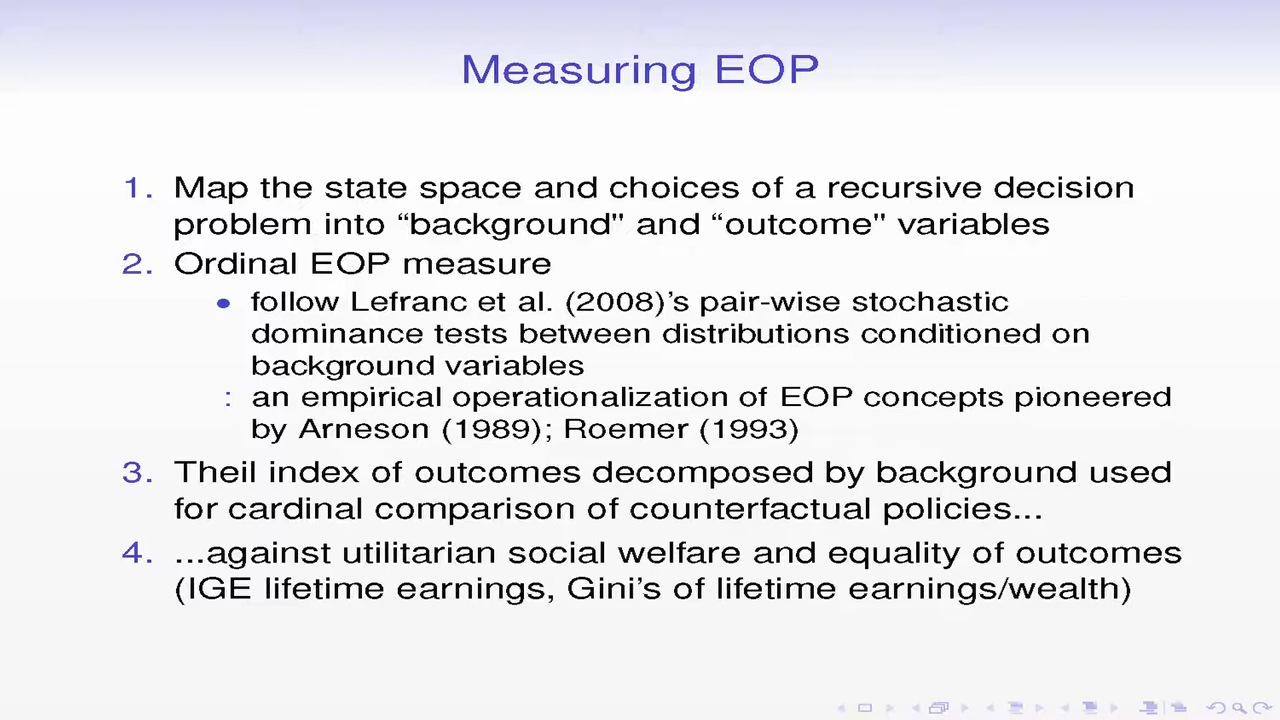 Measuring EOP
1. Map the state space and choices of a recursive decision
problem into “background" and “outcome" variables
2. Ordinal EOP measure
• follow Lefranc et al. (2008)’s pair-wise stochastic
dominance tests between distributions conditioned on
background variables
: an empirical operationalization of EOP concepts pioneered
by Arneson (1989); Roemer (1993)
3. Theil index of outcomes decomposed by background used
for cardinal comparison of counterfactual policies...
4. ...against utilitarian social welfare and equality of outcomes
(IGE lifetime earnings, Gini’s of lifetime earnings/wealth)